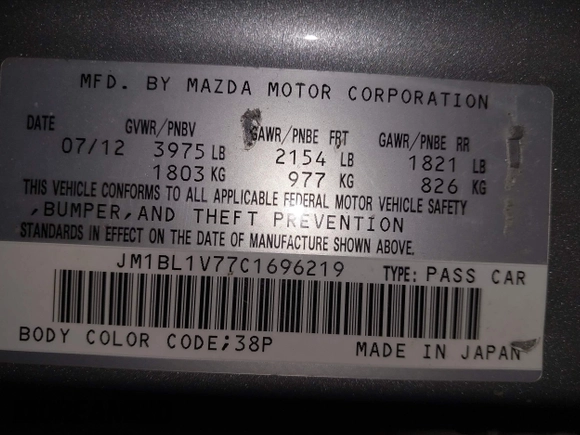 MFD. BY MAZDA MOTOR CORPORATION
DATE GVWR/PNBV GAWR/PNBE FRT GAWR/PNBE RR
07/12 3975 LB 2154 LB 1821 LB
1803 KG 977 KG 826 KG
THIS VEHICLE CONFORMS TO ALL APPLICABLE FEDERAL MOTOR VEHICLE SAFETY
,BUMPER,AND THEFT PREVENTION
STANDARDS IN EFFECT ON THE DATE OF MANUFACTURE SHOWN ABOVE.
JM1BL1V77C1696219 TYPE: PASS CAR
BODY COLOR CODE;38P MADE IN JAPAN